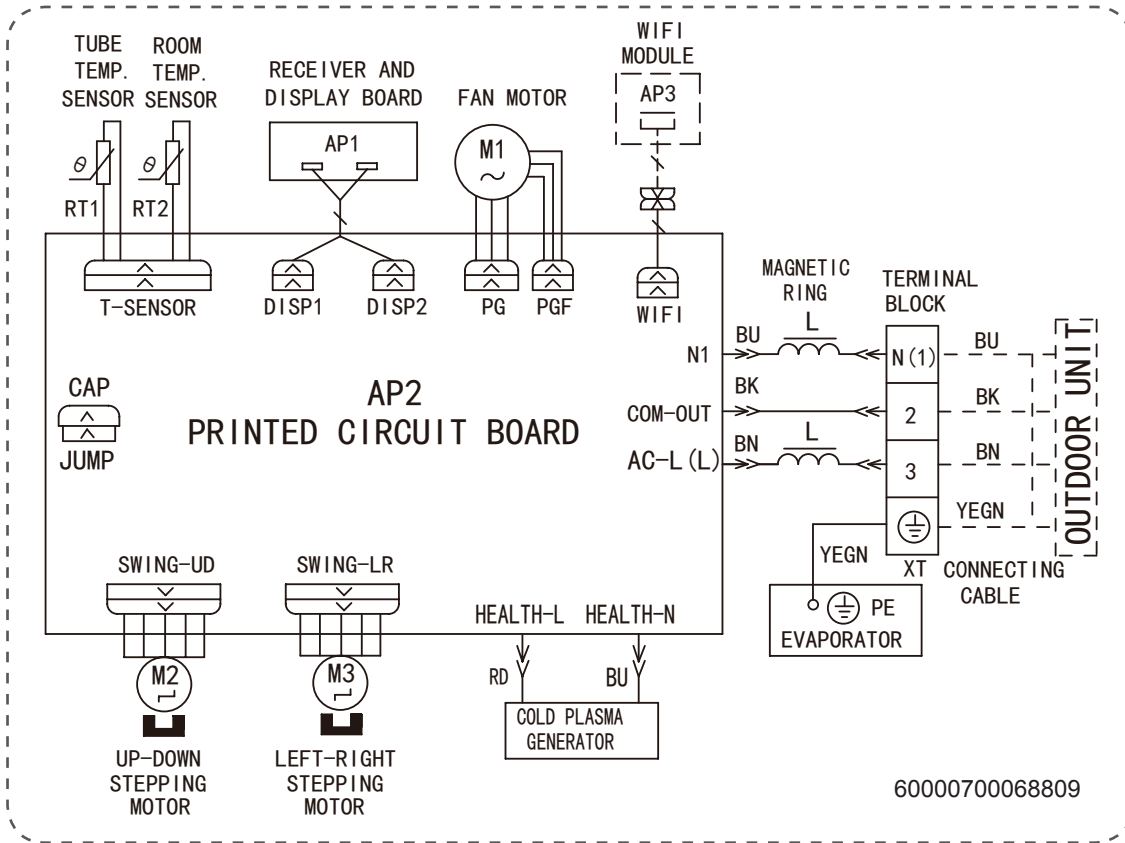 TUBE
TEMP.
SENSOR
ROOM
TEMP.
SENSOR
RECEIVER AND
DISPLAY BOARD
FAN MOTOR
WIFI
MODULE
AP3
AP1
M1
θ
θ
RT1
RT2
T-SENSOR
DISP1
DISP2
PG
PGF
WIFI
MAGNETIC
RING
TERMINAL
BLOCK
N1
BU
L
N(1)
BU
CAP
JUMP
AP2
PRINTED CIRCUIT BOARD
COM-OUT
BK
2
BK
AC-L(L)
BN
L
3
BN
YEGN
OUTDOOR UNIT
YEGN
XT
CONNECTING
CABLE
PE
EVAPORATOR
SWING-UD
SWING-LR
HEALTH-L
HEALTH-N
M2
M3
RD
BU
COLD PLASMA
GENERATOR
UP-DOWN
STEPPING
MOTOR
LEFT-RIGHT
STEPPING
MOTOR
60000700068809